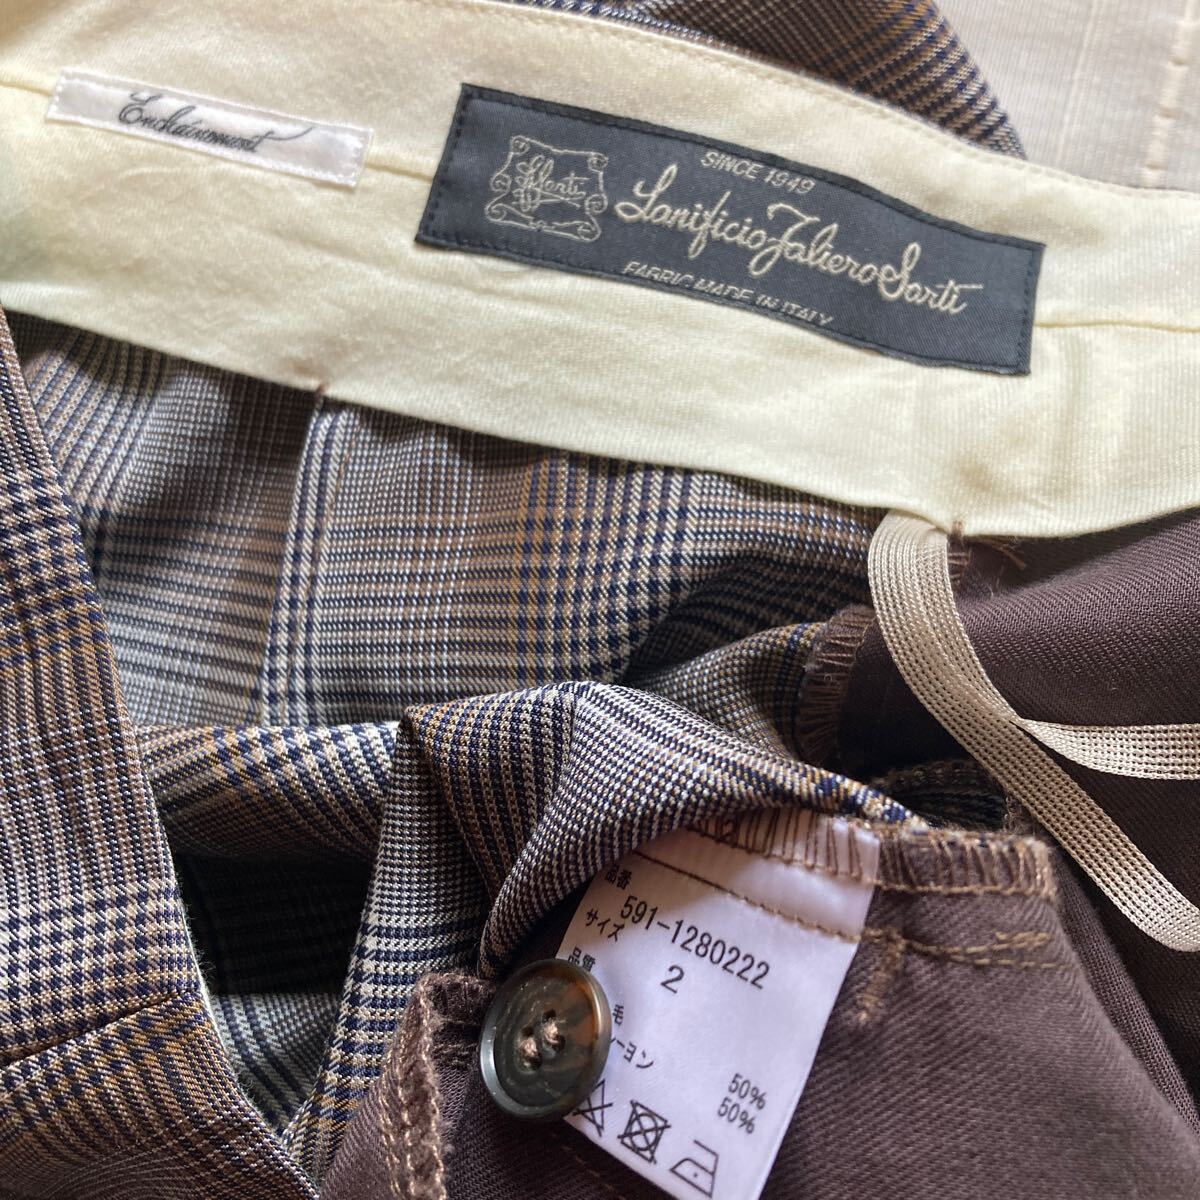 Enchainement
SINCE 1949
Sarti
Lanificio Faliero Sarti
FABRIC MADE IN ITALY
品番
591-1280222
サイズ
2
品質
毛
ーヨン
50%
50%